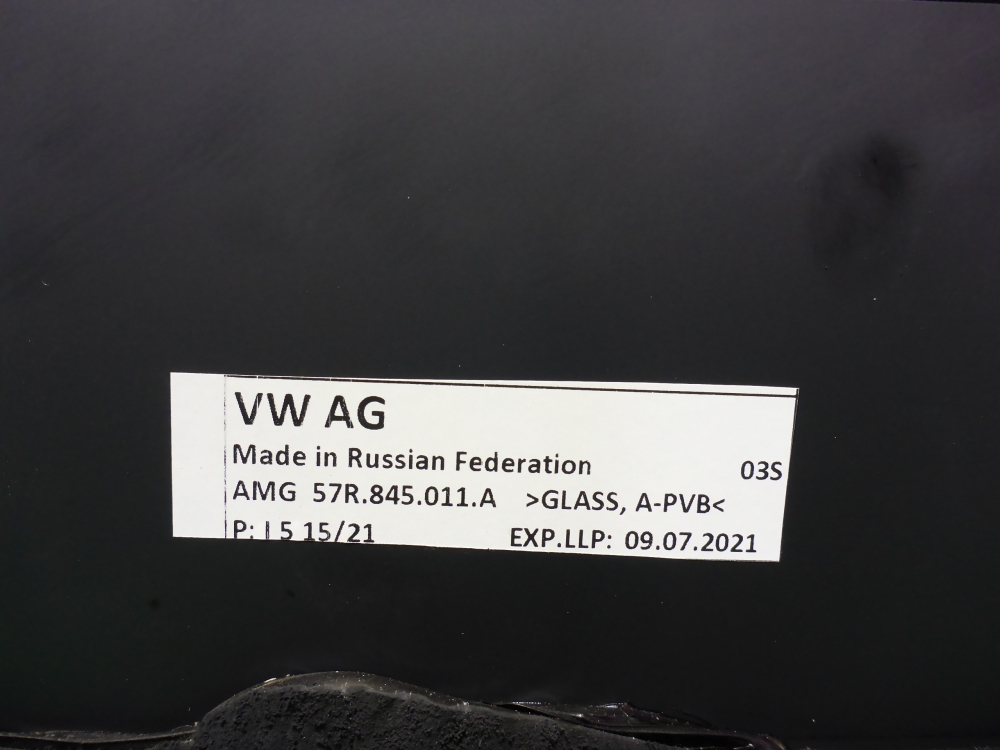 VW AG
Made in Russian Federation 03S
AMG 57R.845.011.A >GLASS, A-PVB<
P: I 5 15/21 EXP.LLP: 09.07.2021